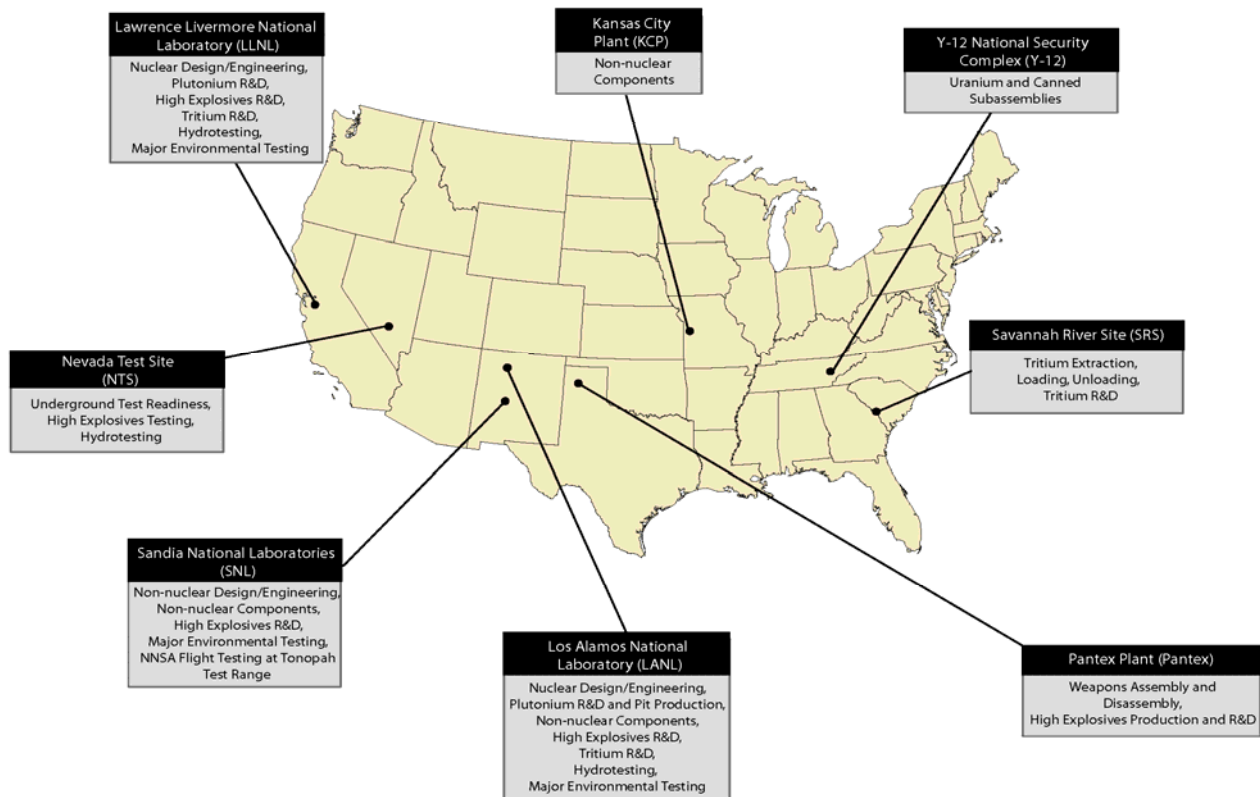 Lawrence Livermore National
Laboratory (LLNL)
Nuclear Design/Engineering,
Plutonium R&D,
High Explosives R&D,
Tritium R&D,
Hydrotesting,
Major Environmental Testing
Kansas City
Plant (KCP)
Non-nuclear
Components
Y-12 National Security
Complex (Y-12)
Uranium and Canned
Subassemblies
Nevada Test Site
(NTS)
Underground Test Readiness,
High Explosives Testing,
Hydrotesting
Savannah River Site (SRS)
Tritium Extraction,
Loading, Unloading,
Tritium R&D
Sandia National Laboratories
(SNL)
Non-nuclear Design/Engineering,
Non-nuclear Components,
High Explosives R&D,
Major Environmental Testing,
NNSA Flight Testing at Tonopah
Test Range
Los Alamos National
Laboratory (LANL)
Nuclear Design/Engineering,
Plutonium R&D and Pit Production,
Non-nuclear Components,
High Explosives R&D,
Tritium R&D,
Hydrotesting,
Major Environmental Testing
Pantex Plant (Pantex)
Weapons Assembly and
Disassembly,
High Explosives Production and R&D